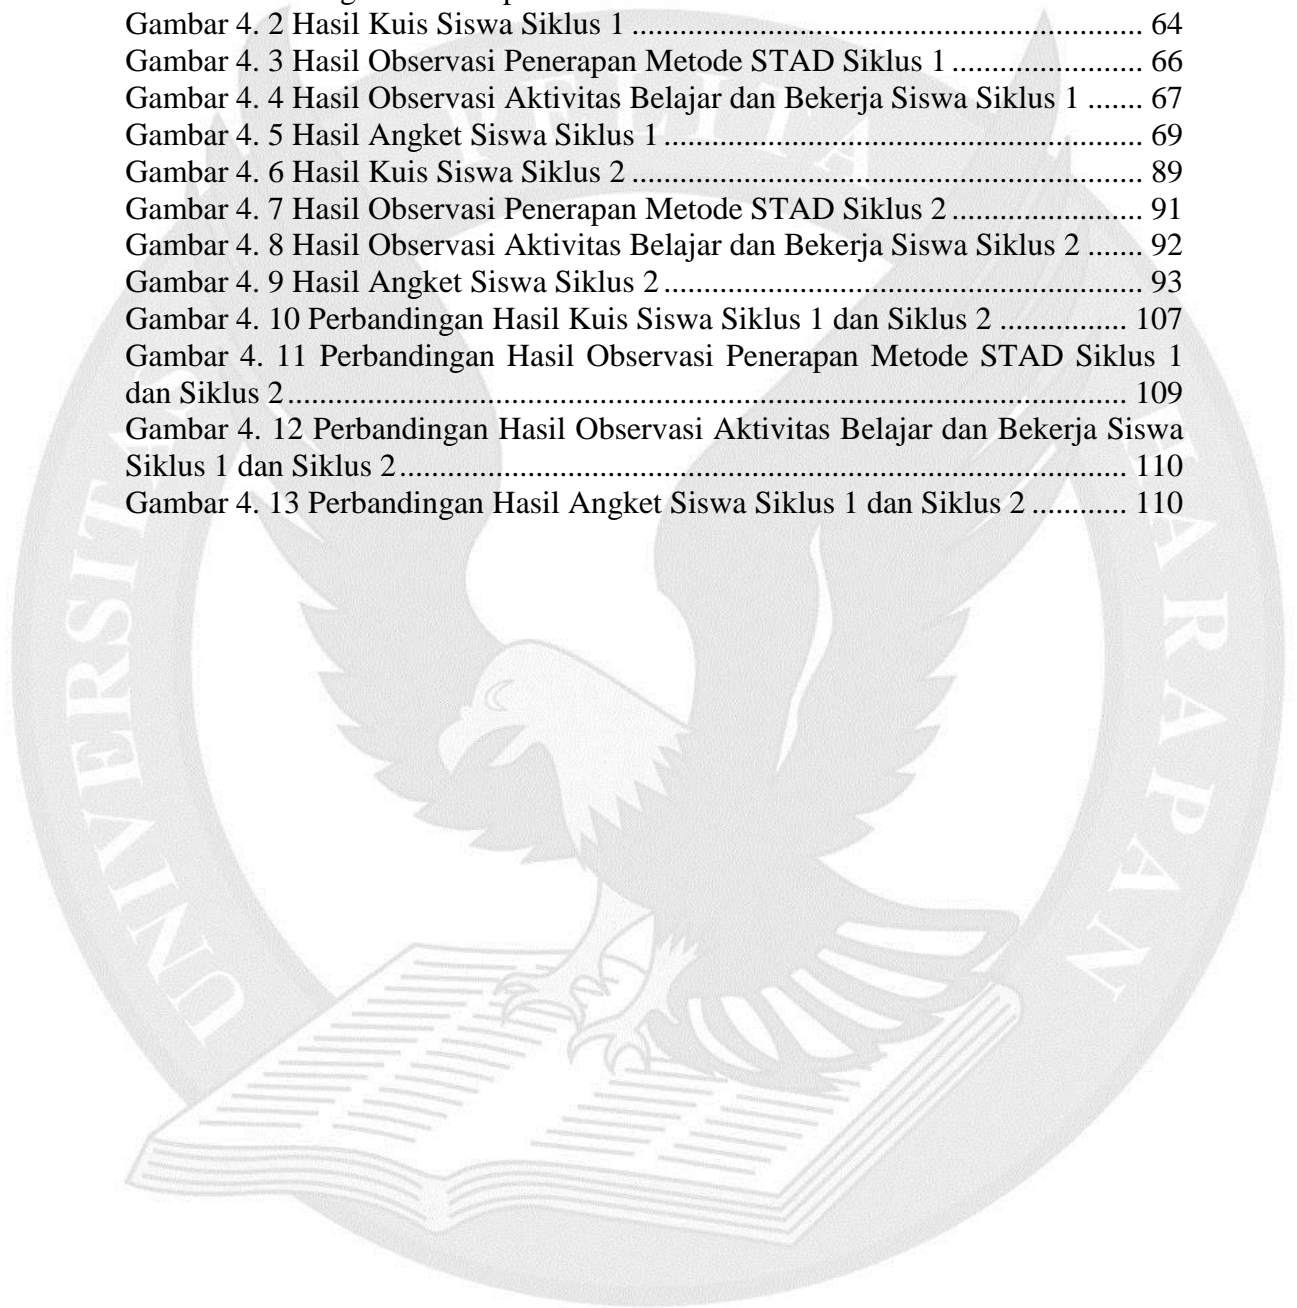 Gambar 4. 2 Hasil Kuis Siswa Siklus 1 ................................................................ 64
Gambar 4. 3 Hasil Observasi Penerapan Metode STAD Siklus 1 ........................ 66
Gambar 4. 4 Hasil Observasi Aktivitas Belajar dan Bekerja Siswa Siklus 1 ....... 67
Gambar 4. 5 Hasil Angket Siswa Siklus 1 ............................................................ 69
Gambar 4. 6 Hasil Kuis Siswa Siklus 2 ................................................................ 89
Gambar 4. 7 Hasil Observasi Penerapan Metode STAD Siklus 2 ........................ 91
Gambar 4. 8 Hasil Observasi Aktivitas Belajar dan Bekerja Siswa Siklus 2 ....... 92
Gambar 4. 9 Hasil Angket Siswa Siklus 2 ............................................................ 93
Gambar 4. 10 Perbandingan Hasil Kuis Siswa Siklus 1 dan Siklus 2 ................ 107
Gambar 4. 11 Perbandingan Hasil Observasi Penerapan Metode STAD Siklus 1
dan Siklus 2 ......................................................................................................... 109
Gambar 4. 12 Perbandingan Hasil Observasi Aktivitas Belajar dan Bekerja Siswa
Siklus 1 dan Siklus 2 ........................................................................................... 110
Gambar 4. 13 Perbandingan Hasil Angket Siswa Siklus 1 dan Siklus 2 ............ 110
UNIVERSITAS PELITA HARAPAN